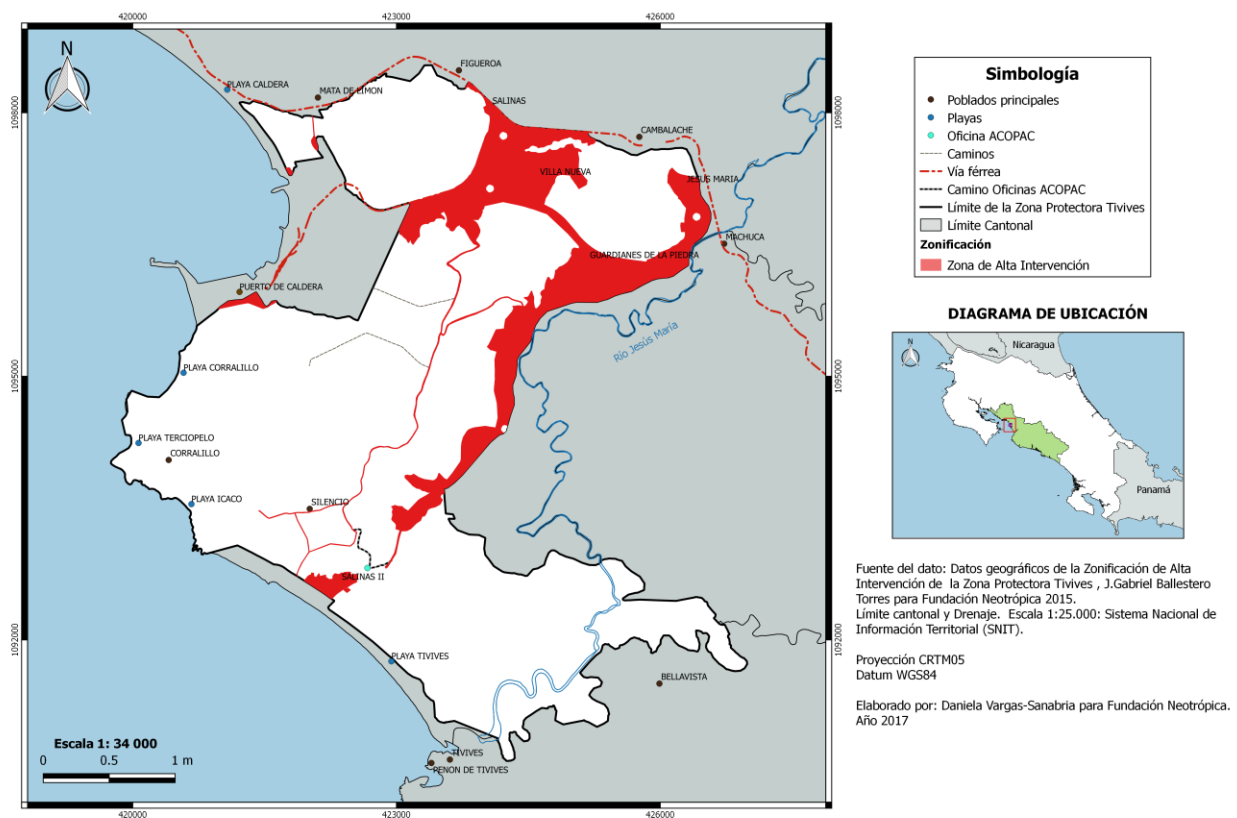 420000
423000
426000
N
FIGUEROA
PLAYA CALDERA
MATA DE LIMON
SALINAS
1098000
1098000
CAMBALACHE
VILLA NUEVA
JESUS MARIA
MACHUCA
GUARDIANES DE LA PIEDRA
PUERTO DE CALDERA
Río Jesús María
PLAYA CORRALILLO
1095000
1095000
PLAYA TERCIOPELO
CORRALILLO
PLAYA ICACO
SILENCIO
SALINAS II
1092000
1092000
PLAYA TIVIVES
BELLAVISTA
TIVIVES
PENON DE TIVIVES
Escala 1: 34 000
0 0.5 1 m
420000
423000
426000
Simbología
Poblados principales
Playas
Oficina ACOPAC
Caminos
Vía férrea
Camino Oficinas ACOPAC
Límite de la Zona Protectora Tivives
Límite Cantonal
Zonificación
Zona de Alta Intervención
DIAGRAMA DE UBICACIÓN
N
Nicaragua
Panamá
Fuente del dato: Datos geográficos de la Zonificación de Alta
Intervención de la Zona Protectora Tivives , J.Gabriel Ballestero
Torres para Fundación Neotrópica 2015.
Límite cantonal y Drenaje. Escala 1:25.000: Sistema Nacional de
Información Territorial (SNIT).
Proyección CRTM05
Datum WGS84
Elaborado por: Daniela Vargas-Sanabria para Fundación Neotrópica.
Año 2017